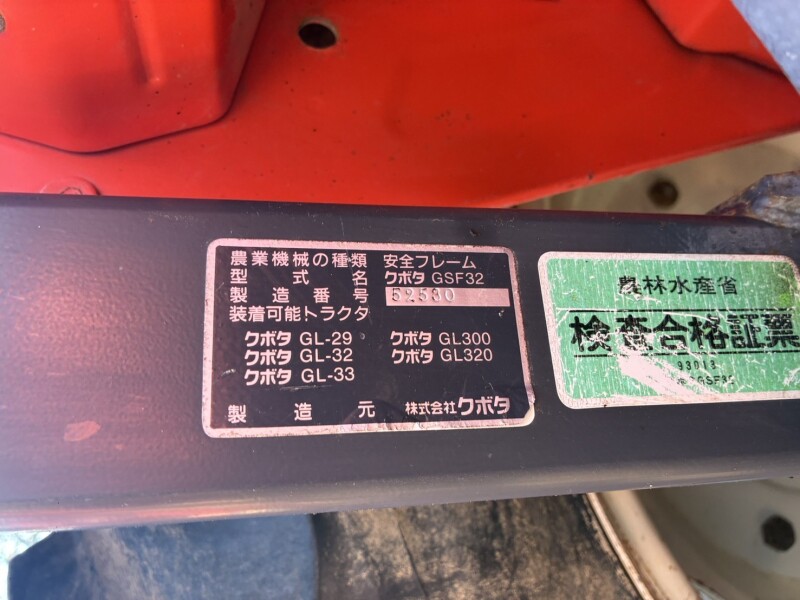 農業機械の種類 安全フレーム
型式名 クボタ GSF32
製造番号 52530
装着可能トラクタ
クボタ GL-29 クボタ GL300
クボタ GL-32 クボタ GL320
クボタ GL-33
製造元 株式会社クボタ
農林水産省
検査合格証票
93013